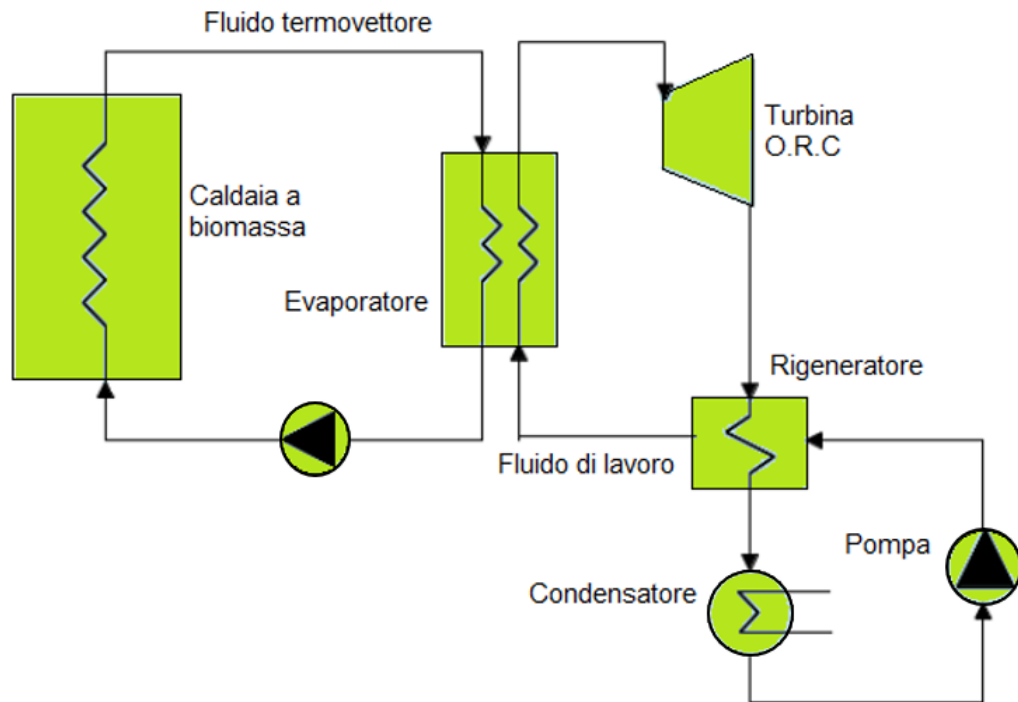 Fluido termovettore
Turbina
O.R.C
Caldaia a
biomassa
Evaporatore
Rigeneratore
Fluido di lavoro
Pompa
Condensatore